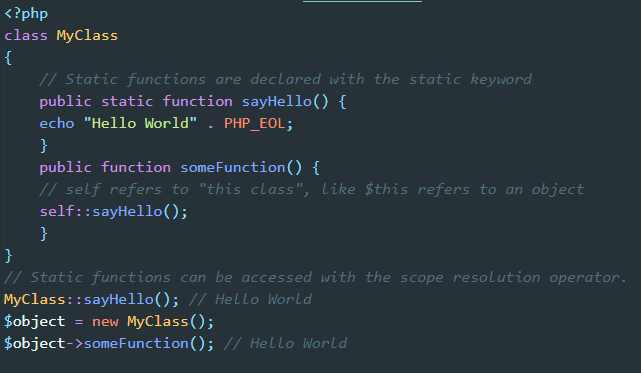 <?php
class MyClass
{
    // Static functions are declared with the static keyword
    public static function sayHello() {
    echo "Hello World" . PHP_EOL;
    }
    public function someFunction() {
    // self refers to "this class", like $this refers to an object
    self::sayHello();
    }
}
// Static functions can be accessed with the scope resolution operator.
MyClass::sayHello(); // Hello World
$object = new MyClass();
$object->someFunction(); // Hello World